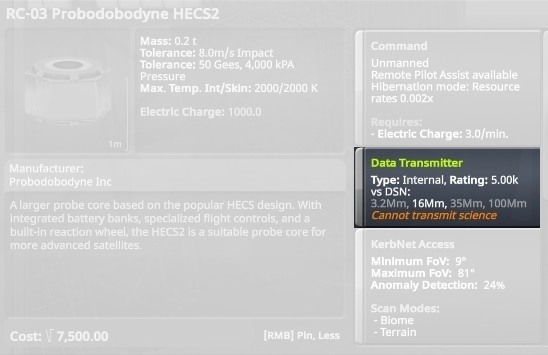 RC-03 Probodobodyne HECS2
Mass: 0.2 t
Tolerance: 8.0m/s Impact
Tolerance: 50 Gees, 4,000 kPa
Pressure
Max. Temp. Int/Skin: 2000/2000 K
Electric Charge: 1000.0
1m
Manufacturer:
Probodobodyne Inc
A larger probe core based on the popular HECS design. With
integrated battery banks, specialized flight controls, and a
built-in reaction wheel, the HECS2 is a suitable probe core for
more advanced satellites.
Cost: √ 7,500.00
[RMB] Pin, Less
Command
Unmanned
Remote Pilot Assist available
Hibernation mode: Resource
rates 0.002x
Requires:
- Electric Charge: 3.0/min.
Data Transmitter
Type: Internal, Rating: 5.00k
vs DSN:
3.2Mm, 16Mm, 35Mm, 100Mm
Cannot transmit science
KerbNet Access
Minimum FoV: 9°
Maximum FoV: 81°
Anomaly Detection: 24%
Scan Modes:
- Biome
- Terrain